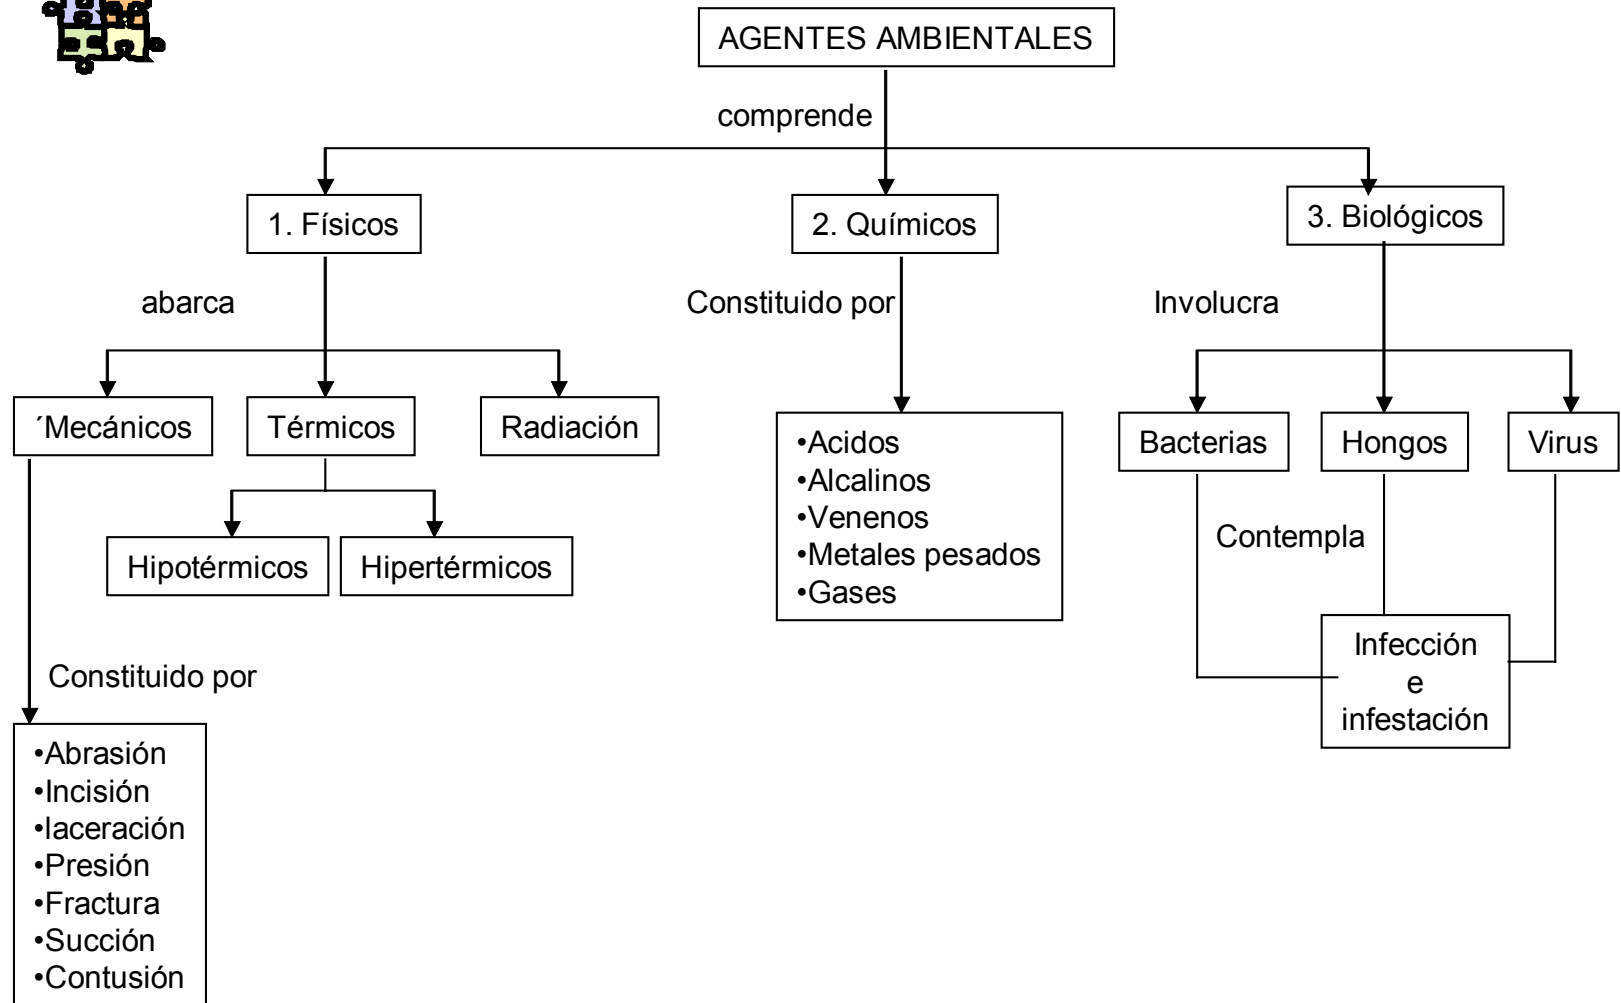 AGENTES AMBIENTALES
comprende
1. Físicos
2. Químicos
3. Biológicos
abarca
Constituido por
Involucra
´Mecánicos
Térmicos
Radiación
Hipotérmicos
Hipertérmicos
Constituido por
•Abrasión
•Incisión
•laceración
•Presión
•Fractura
•Succión
•Contusión
•Acidos
•Alcalinos
•Venenos
•Metales pesados
•Gases
Bacterias
Hongos
Virus
Contempla
Infección
e
infestación